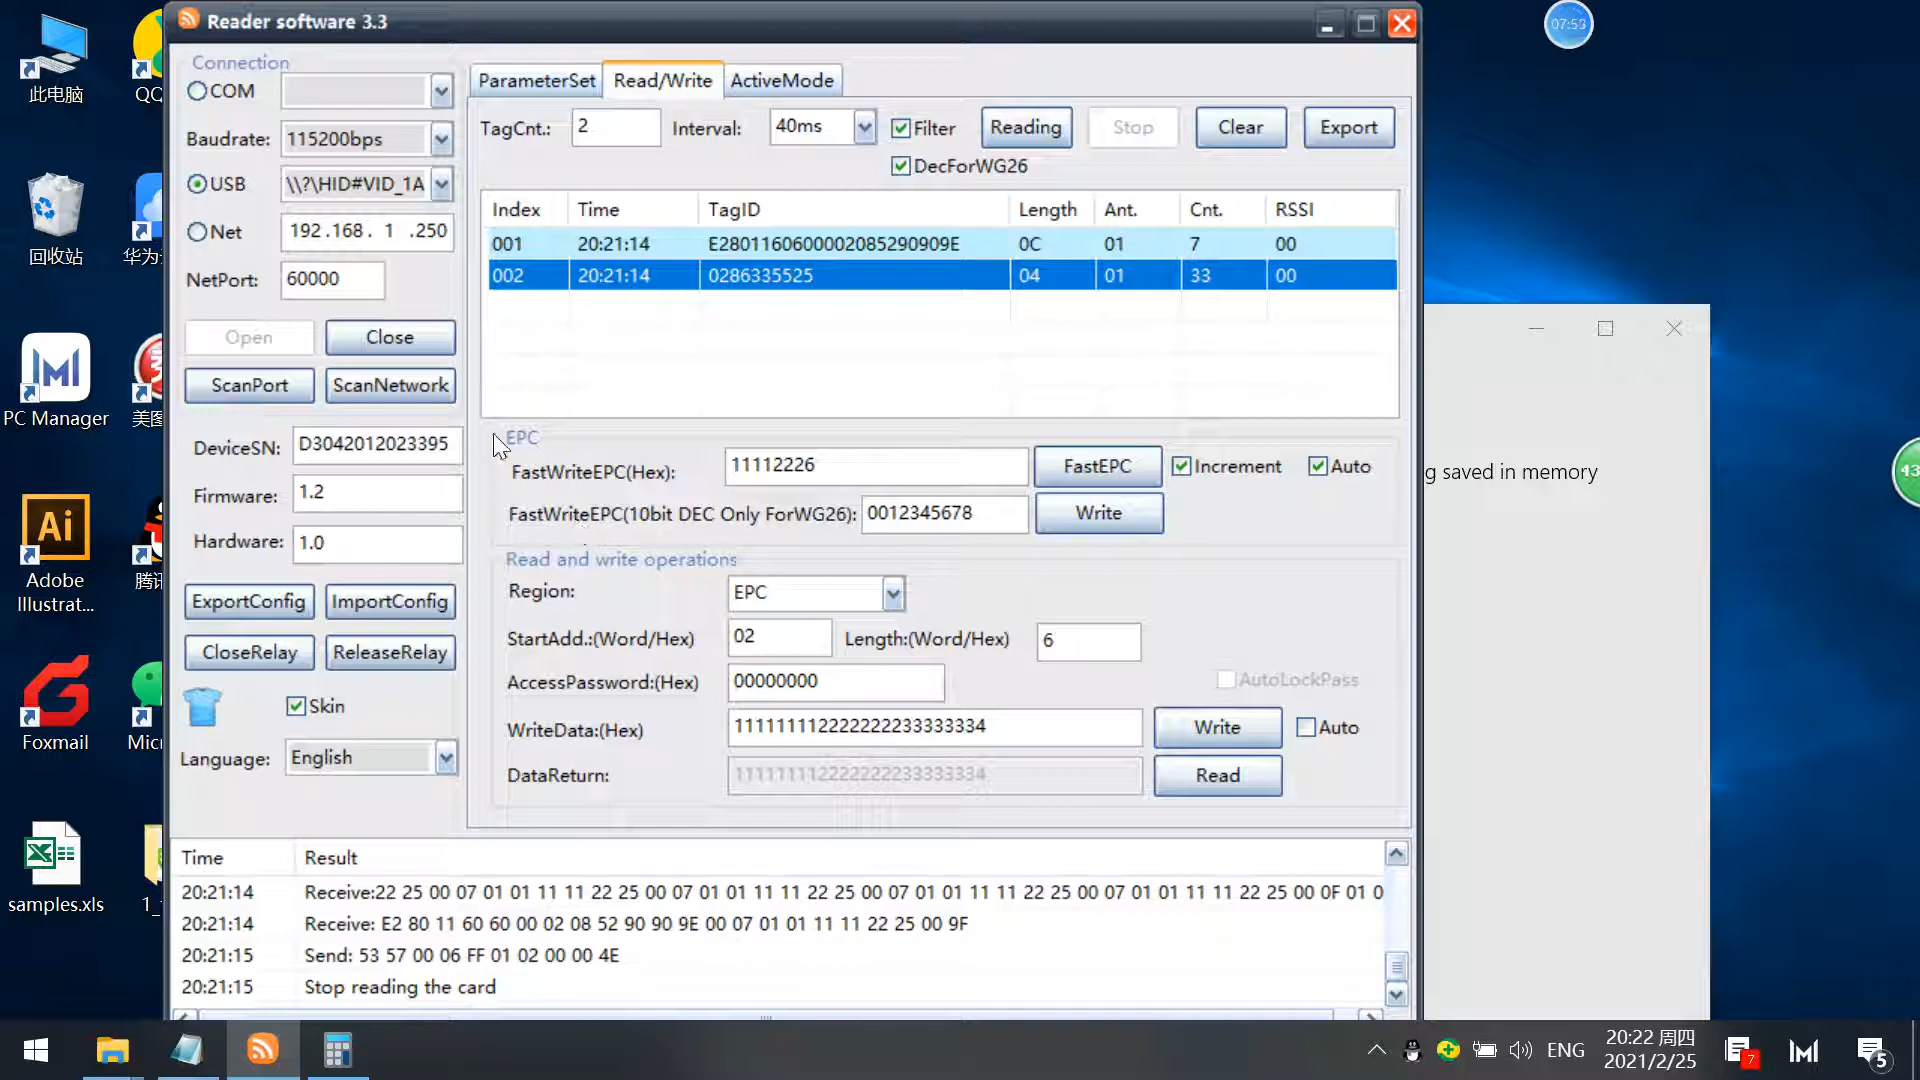 Reader software 3.3
07:53
此电脑
QQ
回收站
华为
PC Manager
美图
Ai
Adobe
Illustrat...
腾讯
Foxmail
Micr
samples.xls
1_
Connection
COM
Baudrate: 115200bps
USB \\?\HID#VID_1A
Net 192.168. 1 .250
NetPort: 60000
Open Close
ScanPort ScanNetwork
DeviceSN: D3042012023395
Firmware: 1.2
Hardware: 1.0
ExportConfig ImportConfig
CloseRelay ReleaseRelay
Skin
Language: English
ParameterSet Read/Write ActiveMode
TagCnt.: 2 Interval: 40ms Filter Reading Stop Clear Export
DecForWG26
Index Time TagID Length Ant. Cnt. RSSI
001 20:21:14 E2801160600002085290909E 0C 01 7 00
002 20:21:14 0286335525 04 01 33 00
EPC
FastWriteEPC(Hex): 11112226 FastEPC Increment Auto
FastWriteEPC(10bit DEC Only ForWG26): 0012345678 Write
Read and write operations
Region: EPC
StartAdd.:(Word/Hex) 02 Length:(Word/Hex) 6
AccessPassword:(Hex) 00000000 AutoLockPass
WriteData:(Hex) 111111112222222233333334 Write Auto
DataReturn: 111111112222222233333334 Read
Time Result
20:21:14 Receive:22 25 00 07 01 01 11 11 22 25 00 07 01 01 11 11 22 25 00 07 01 01 11 11 22 25 00 07 01 01 11 11 22 25 00 0F 01 0
20:21:14 Receive: E2 80 11 60 60 00 02 08 52 90 90 9E 00 07 01 01 11 11 22 25 00 9F
20:21:15 Send: 53 57 00 06 FF 01 02 00 00 4E
20:21:15 Stop reading the card
g saved in memory
43
ENG
20:22 周四
2021/2/25
7
5